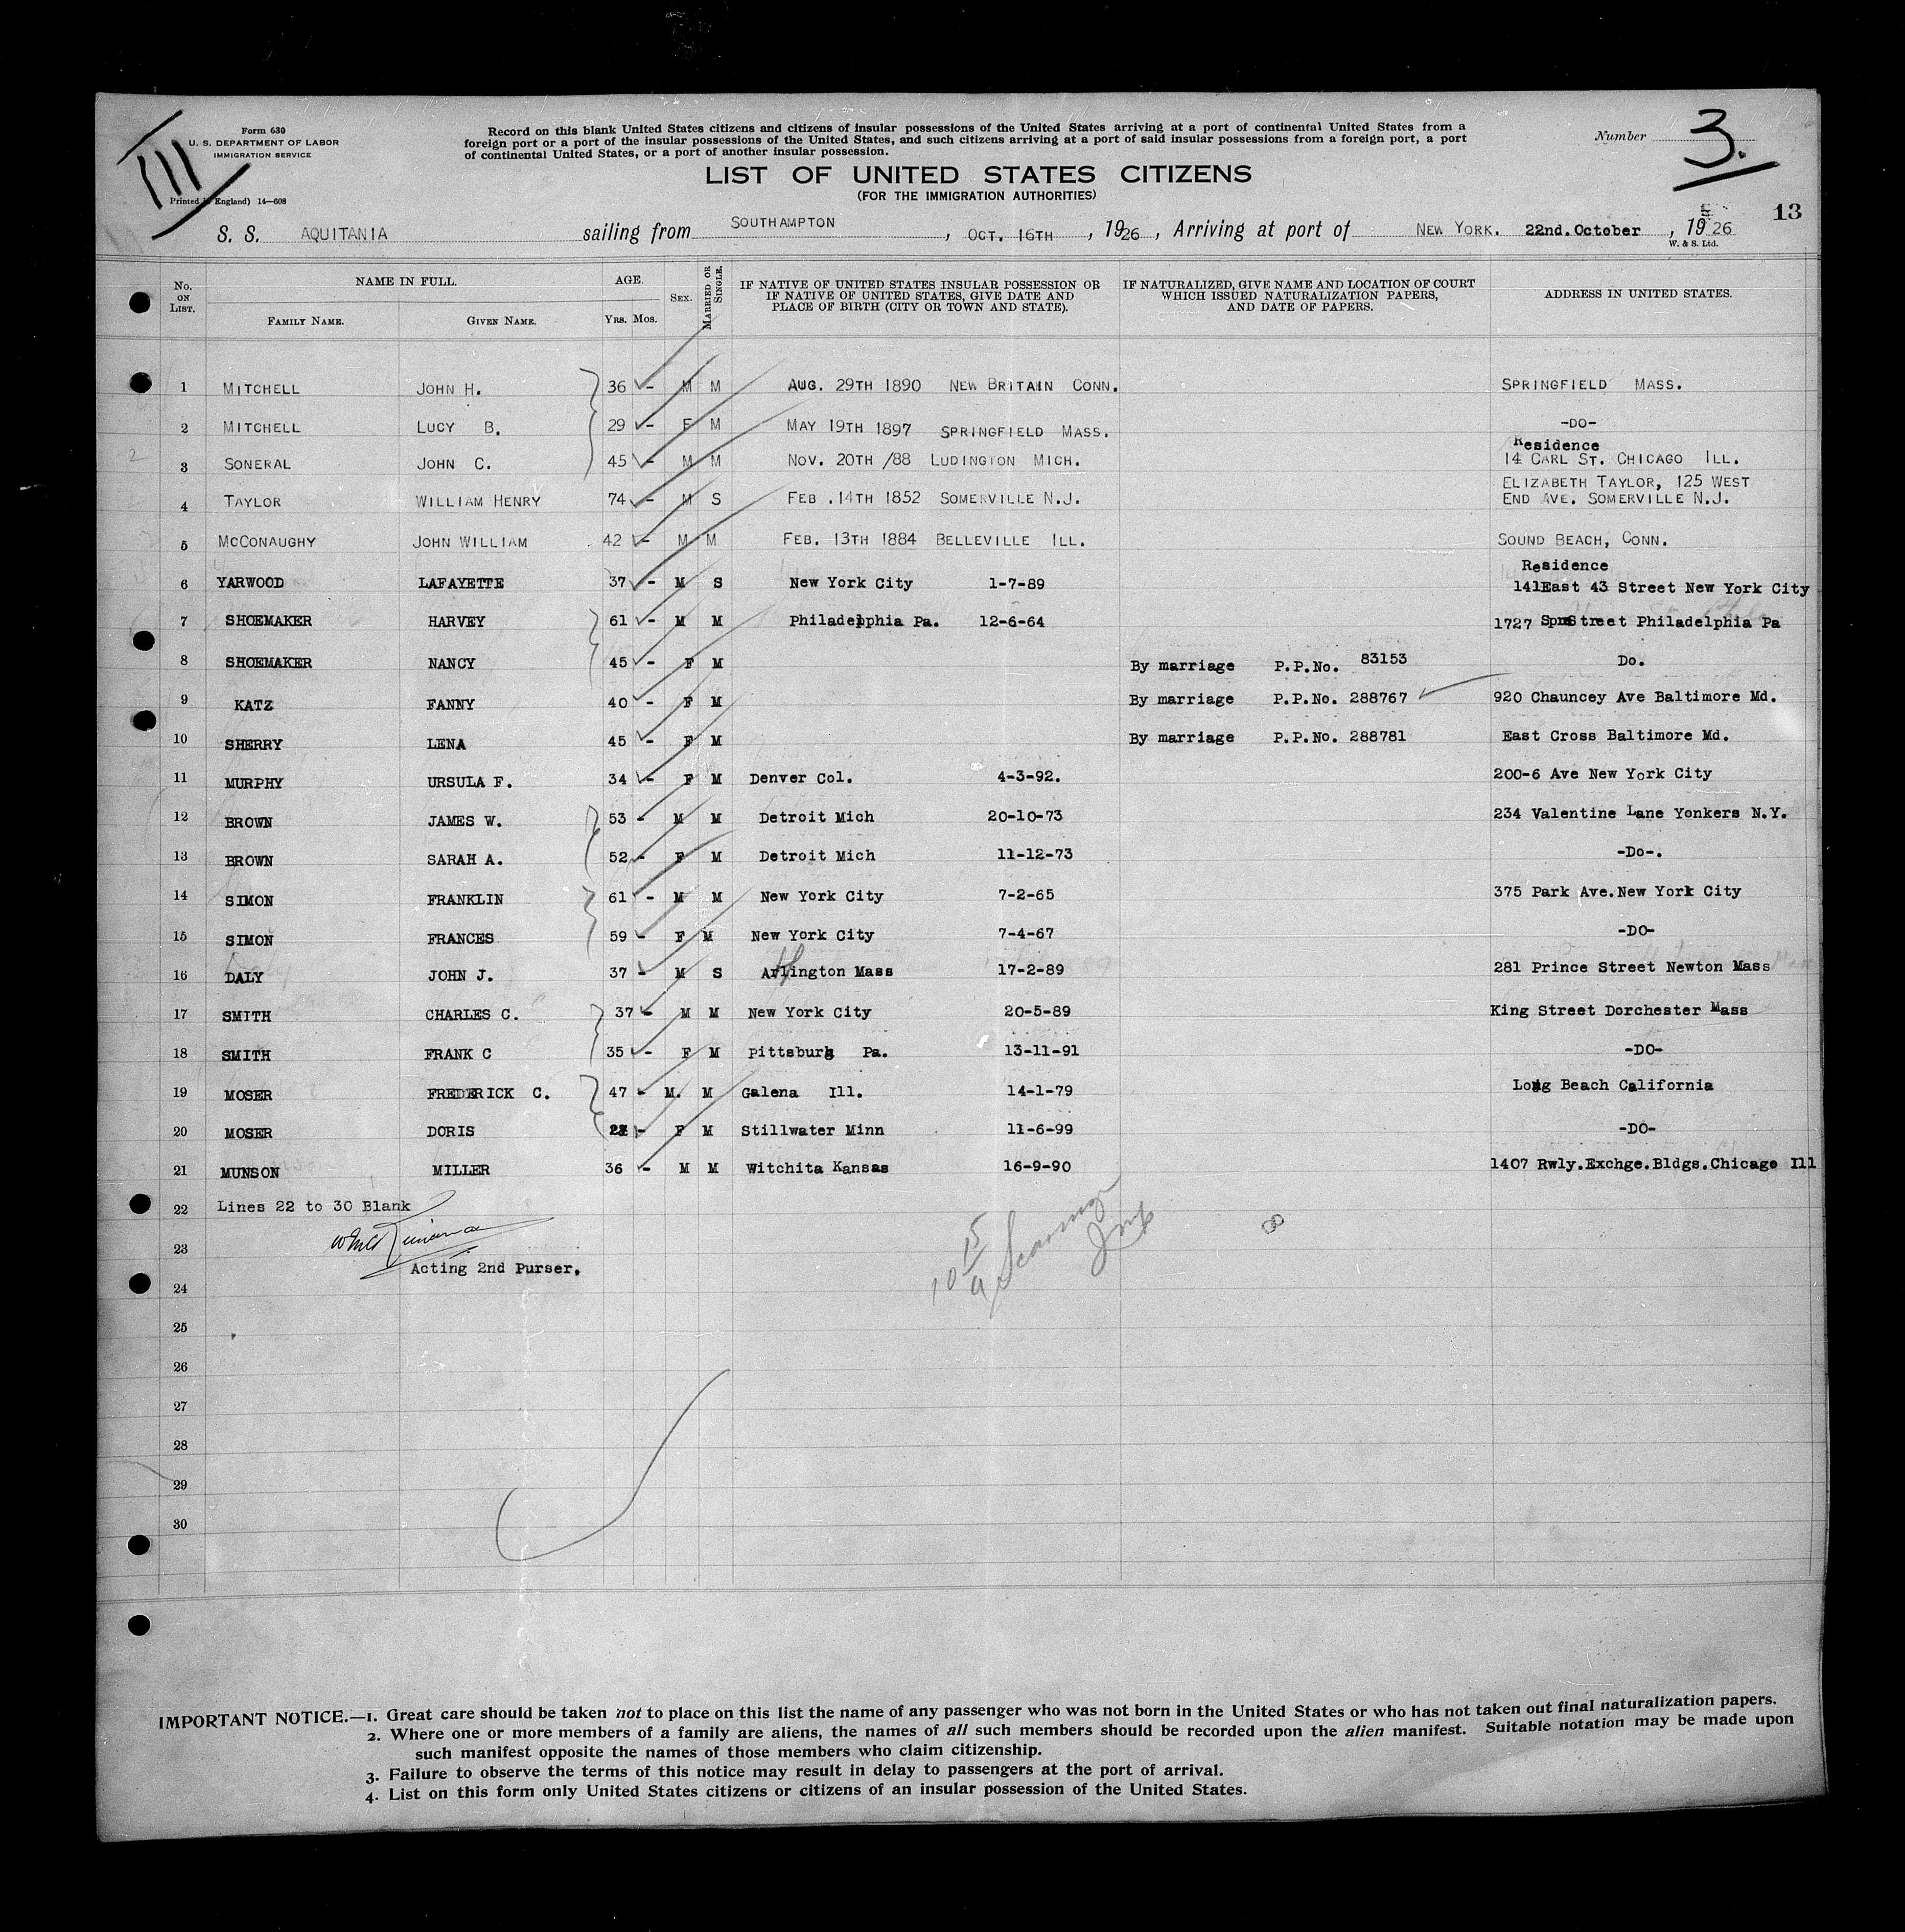 Form 630
U. S. DEPARTMENT OF LABOR
IMMIGRATION SERVICE
III
Printed in England) 14—608
Record on this blank United States citizens and citizens of insular possessions of the United States arriving at a port of continental United States from a
foreign port or a port of the insular possessions of the United States, and such citizens arriving at a port of said insular possessions from a foreign port, a port
of continental United States, or a port of another insular possession.
Number 3.
LIST OF UNITED STATES CITIZENS
(FOR THE IMMIGRATION AUTHORITIES)
13
S. S. AQUITANIA sailing from SOUTHAMPTON, OCT. 16TH, 1926, Arriving at port of NEW YORK. 22nd. October, 1926
W. & S. Ltd.
No. ON LIST. NAME IN FULL. FAMILY NAME. GIVEN NAME. AGE. YRS. MOS. SEX. MARRIED OR SINGLE. IF NATIVE OF UNITED STATES INSULAR POSSESSION OR IF NATIVE OF UNITED STATES, GIVE DATE AND PLACE OF BIRTH (CITY OR TOWN AND STATE). IF NATURALIZED, GIVE NAME AND LOCATION OF COURT WHICH ISSUED NATURALIZATION PAPERS, AND DATE OF PAPERS. ADDRESS IN UNITED STATES.
1 MITCHELL JOHN H. 36 - M M AUG. 29TH 1890 NEW BRITAIN CONN. SPRINGFIELD MASS.
2 MITCHELL LUCY B. 29 - F M MAY 19TH 1897 SPRINGFIELD MASS. -DO-
Residence
3 SONERAL JOHN C. 45 - M M NOV. 20TH /88 LUDINGTON MICH. 14 CARL ST. CHICAGO ILL.
ELIZABETH TAYLOR, 125 WEST
4 TAYLOR WILLIAM HENRY 74 - M S FEB .14TH 1852 SOMERVILLE N.J. END AVE. SOMERVILLE N.J.
5 MCCONAUGHY JOHN WILLIAM 42 - M M FEB. 13TH 1884 BELLEVILLE ILL. SOUND BEACH, CONN.
Residence
6 YARWOOD LAFAYETTE 37 - M S New York City 1-7-89 141East 43 Street New York City
7 SHOEMAKER HARVEY 61 - M M Philadelphia Pa. 12-6-64 1727 Street Philadelphia Pa
8 SHOEMAKER NANCY 45 - F M By marriage P.P.No. 83153 Do.
9 KATZ FANNY 40 - F M By marriage P.P.No. 288767 920 Chauncey Ave Baltimore Md.
10 SHERRY LENA 45 - F M By marriage P.P.No. 288781 East Cross Baltimore Md.
11 MURPHY URSULA F. 34 - F M Denver Col. 4-3-92. 200-6 Ave New York City
12 BROWN JAMES W. 53 - M M Detroit Mich 20-10-73 234 Valentine Lane Yonkers N.Y.
13 BROWN SARAH A. 52 - F M Detroit Mich 11-12-73 -Do-.
14 SIMON FRANKLIN 61 - M M New York City 7-2-65 375 Park Ave.New York City
15 SIMON FRANCES 59 - F M New York City 7-4-67 -DO-
16 DALY JOHN J. 37 - M S Arlington Mass 17-2-89 281 Prince Street Newton Mass
17 SMITH CHARLES C. 37 - M M New York City 20-5-89 King Street Dorchester Mass
18 SMITH FRANK C 35 - F M Pittsburg Pa. 13-11-91 -DO-
19 MOSER FREDERICK C. 47 - M. M Galena Ill. 14-1-79 Long Beach California
20 MOSER DORIS - F M Stillwater Minn 11-6-99 -DO-
21 MUNSON MILLER 36 - M M Witchita Kansas 16-9-90 1407 Rwly.Exchge.Bldgs.Chicago Ill
22 Lines 22 to 30 Blank
23
Acting 2nd Purser.
24
25
26
27
28
29
30
IMPORTANT NOTICE.—1. Great care should be taken not to place on this list the name of any passenger who was not born in the United States or who has not taken out final naturalization papers.
2. Where one or more members of a family are aliens, the names of all such members should be recorded upon the alien manifest. Suitable notation may be made upon
such manifest opposite the names of those members who claim citizenship.
3. Failure to observe the terms of this notice may result in delay to passengers at the port of arrival.
4. List on this form only United States citizens or citizens of an insular possession of the United States.